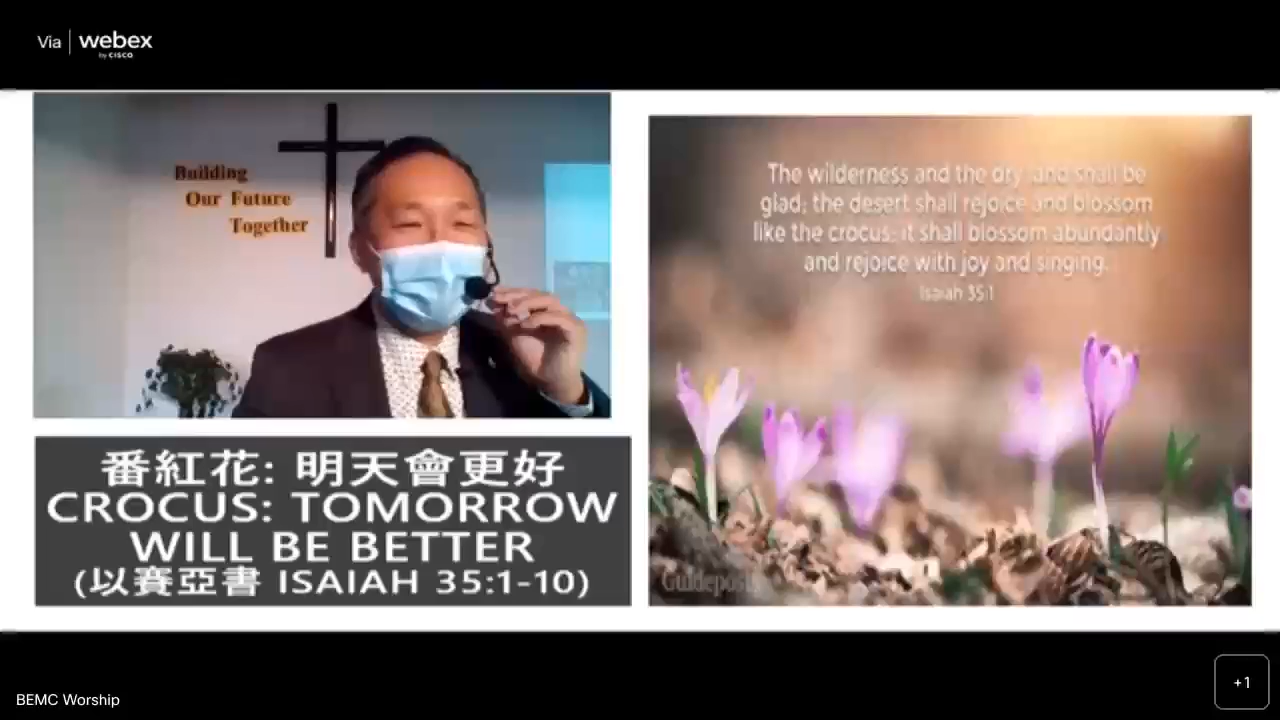 Via webex
by CISCO
Building
Our Future
Together
The wilderness and the dry land shall be
glad; the desert shall rejoice and blossom
like the crocus; it shall blossom abundantly
and rejoice with joy and singing.
Isaiah 35:1
番紅花: 明天會更好
CROCUS: TOMORROW
WILL BE BETTER
(以賽亞書 ISAIAH 35:1-10)
Guideposts
BEMC Worship
+1